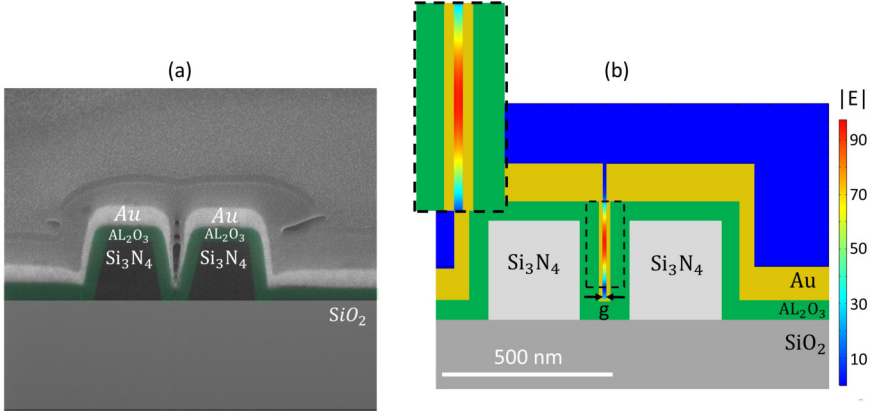 (a)
Au Au
AL₂O₃ AL₂O₃
Si₃N₄ Si₃N₄
SiO₂
(b)
|E|
90
70
50
30
10
Si₃N₄ Si₃N₄
Au
g
AL₂O₃
SiO₂
500 nm